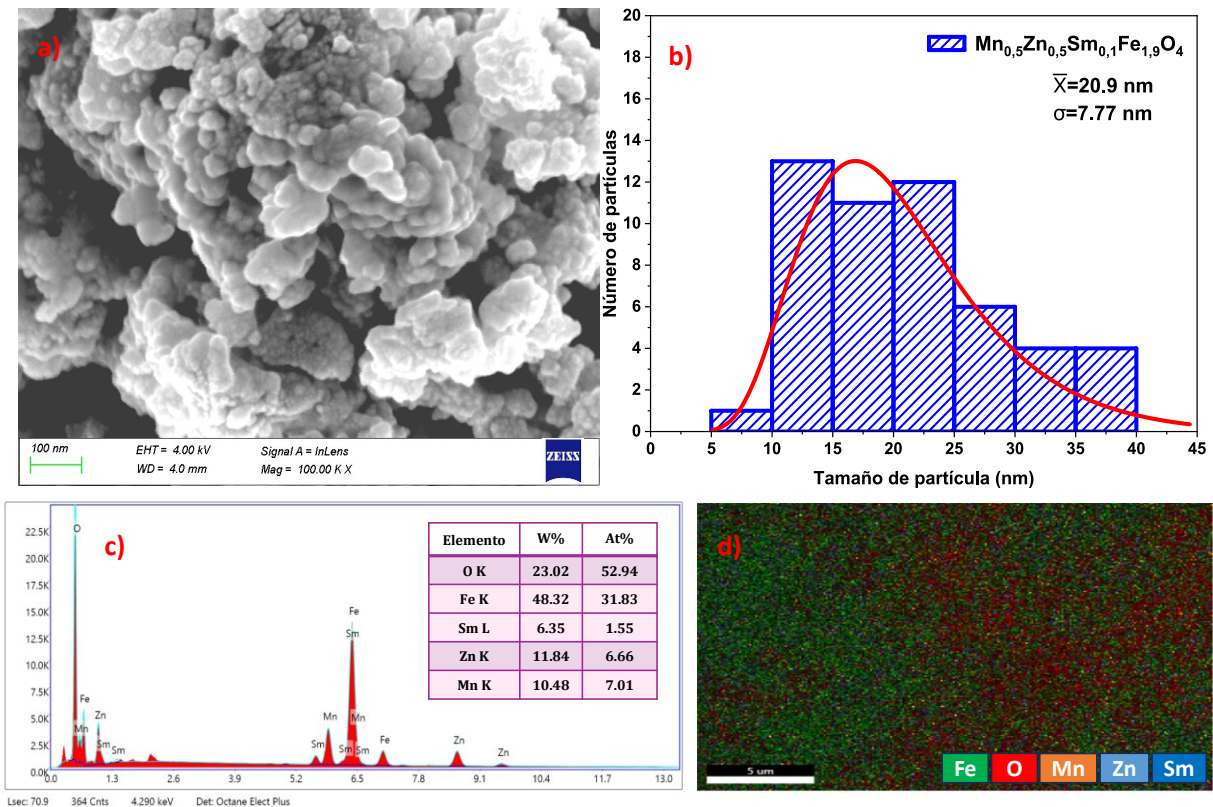 a)
100 nm
EHT = 4.00 kV
Signal A = InLens
WD = 4.0 mm
Mag = 100.00 K X
ZEISS
b)
Mn0,5Zn0,5Sm0,1Fe1,9O4
X̅=20.9 nm
σ=7.77 nm
Número de partículas
20
18
16
14
12
10
8
6
4
2
0
0 5 10 15 20 25 30 35 40 45
Tamaño de partícula (nm)
c)
22.5K
20.0K
17.5K
15.0K
12.5K
10.0K
7.5K
5.0K
2.5K
0.0K
O
Fe
Mn
Zn
Sm
Sm
Fe
Sm
Mn
Mn
Sm
Sm
Sm
Fe
Zn
Zn
0.0 1.3 2.6 3.9 5.2 6.5 7.8 9.1 10.4 11.7 13.0
Lsec: 70.9 364 Cnts 4.290 keV Det: Octane Elect Plus
Elemento W% At%
O K 23.02 52.94
Fe K 48.32 31.83
Sm L 6.35 1.55
Zn K 11.84 6.66
Mn K 10.48 7.01
d)
5 um
Fe O Mn Zn Sm